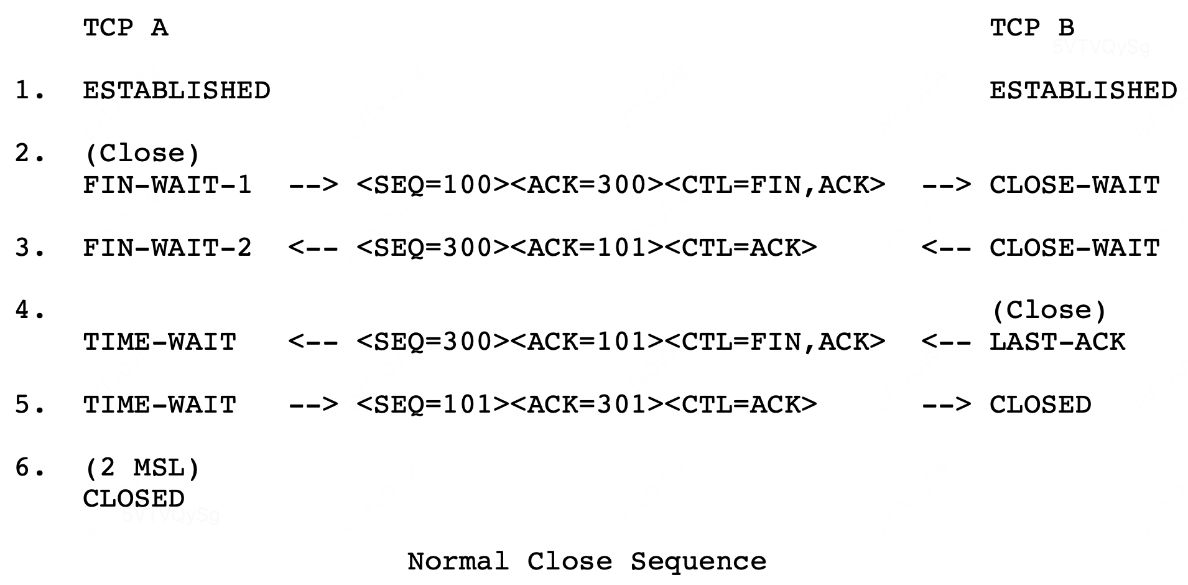 TCP A TCP B
1. ESTABLISHED ESTABLISHED
2. (Close)
FIN-WAIT-1 --> <SEQ=100><ACK=300><CTL=FIN,ACK> --> CLOSE-WAIT
3. FIN-WAIT-2 <-- <SEQ=300><ACK=101><CTL=ACK> <-- CLOSE-WAIT
4. (Close)
TIME-WAIT <-- <SEQ=300><ACK=101><CTL=FIN,ACK> <-- LAST-ACK
5. TIME-WAIT --> <SEQ=101><ACK=301><CTL=ACK> --> CLOSED
6. (2 MSL)
CLOSED
Normal Close Sequence